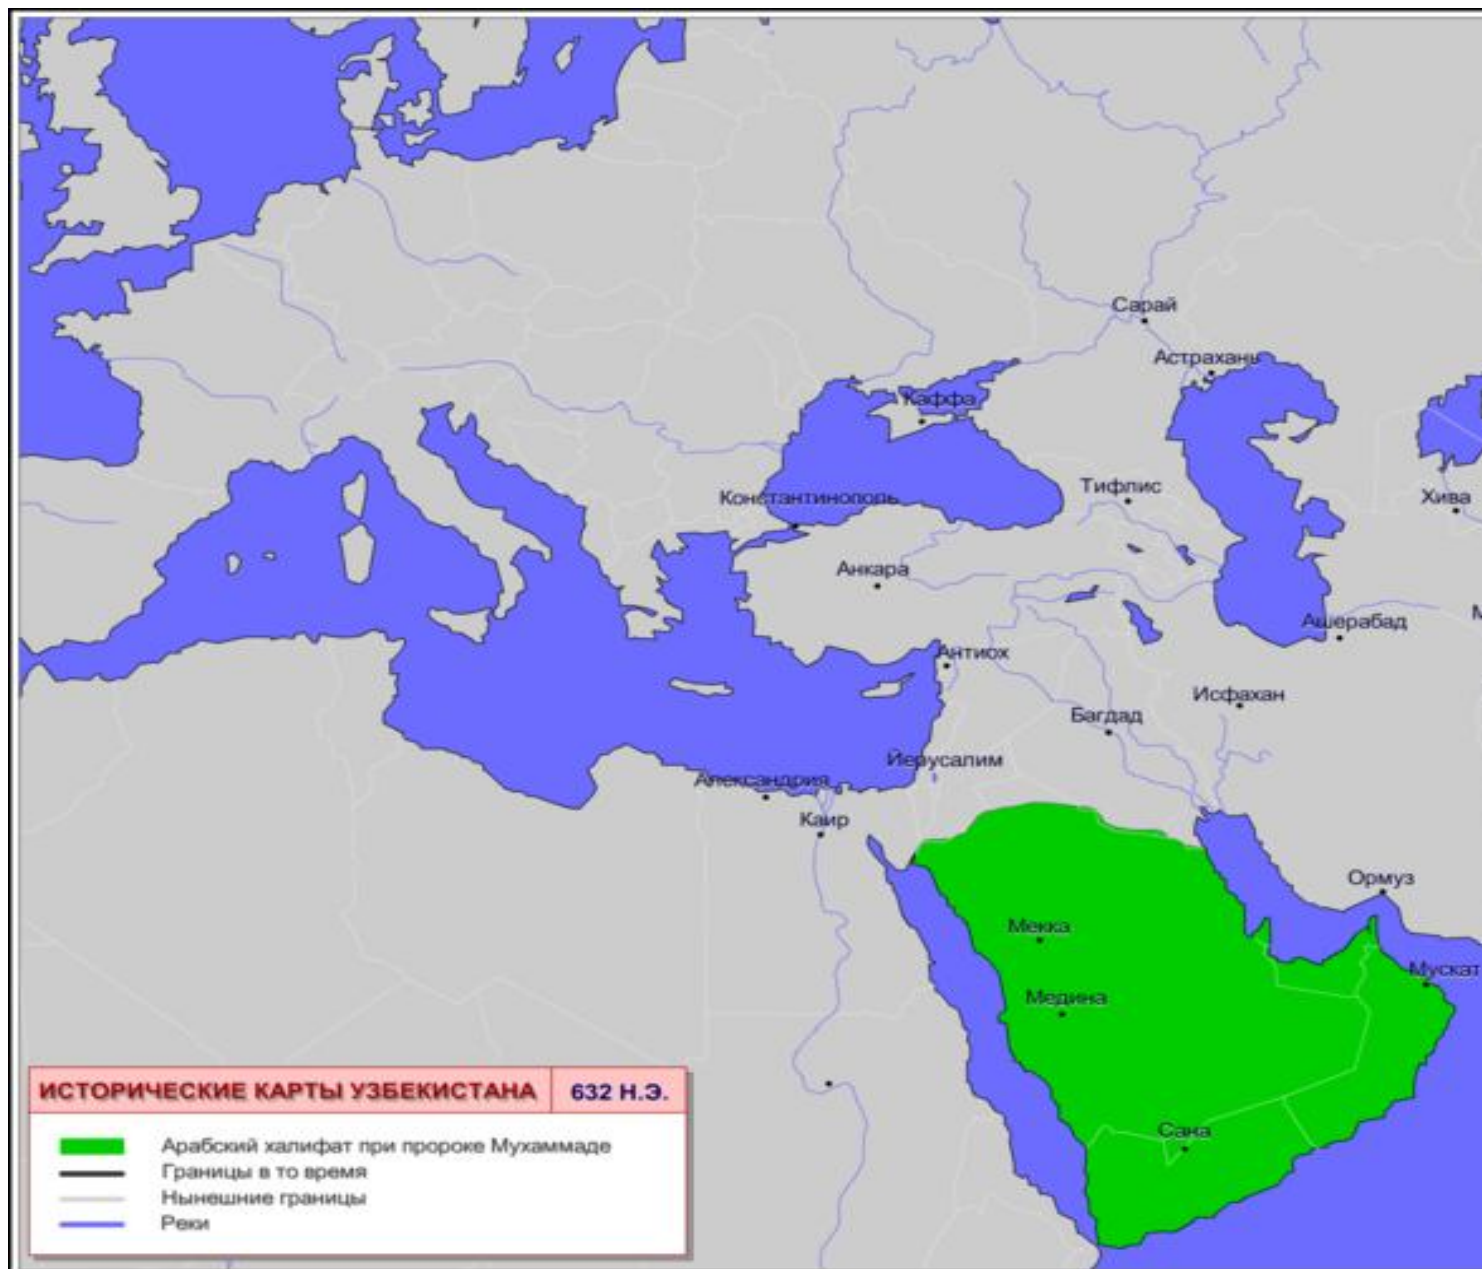 Сарай
Астрахань
Каффа
Константинополь
Тифлис
Хива
Анкара
Ашерабад
Антиох
Исфахан
Багдад
Йерусалим
Александрия
Каир
Ормуз
Мекка
Мускат
Медина
Сана
ИСТОРИЧЕСКИЕ КАРТЫ УЗБЕКИСТАНА 632 Н.Э.
Арабский халифат при пророке Мухаммаде
Границы в то время
Нынешние границы
Реки